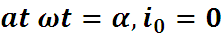 at ωt = α, i₀ = 0